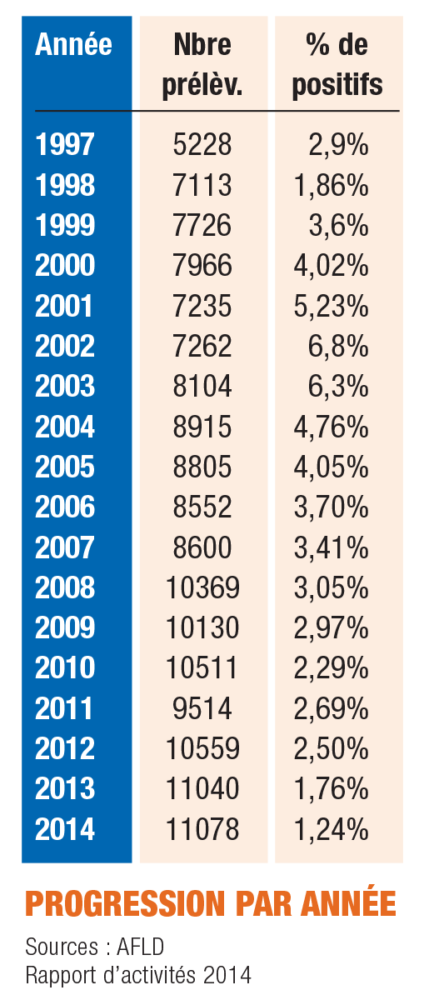 Année Nbre prélèv. % de positifs
1997 5228 2,9%
1998 7113 1,86%
1999 7726 3,6%
2000 7966 4,02%
2001 7235 5,23%
2002 7262 6,8%
2003 8104 6,3%
2004 8915 4,76%
2005 8805 4,05%
2006 8552 3,70%
2007 8600 3,41%
2008 10369 3,05%
2009 10130 2,97%
2010 10511 2,29%
2011 9514 2,69%
2012 10559 2,50%
2013 11040 1,76%
2014 11078 1,24%
PROGRESSION PAR ANNÉE
Sources : AFLD
Rapport d’activités 2014